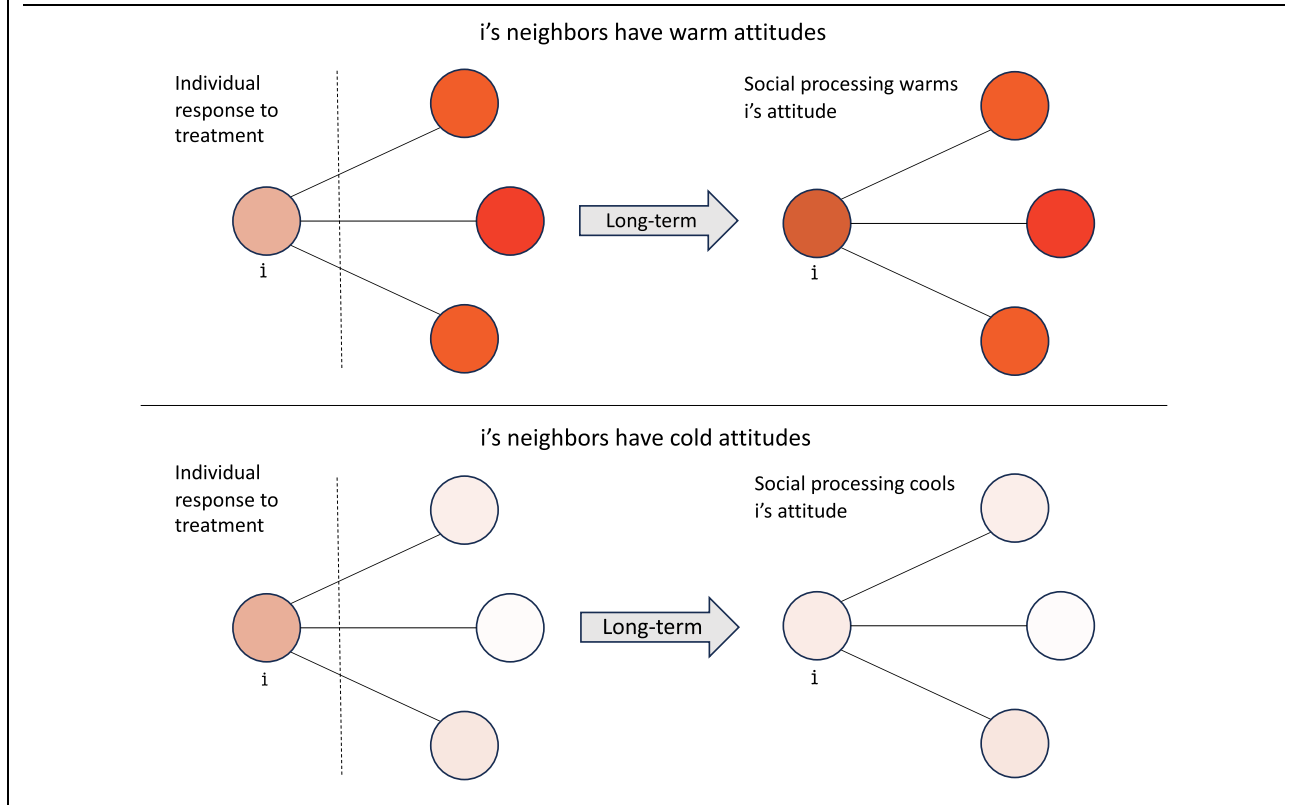 i's neighbors have warm attitudes
Individual
response to
treatment
Social processing warms
i's attitude
Long-term
i
i
i's neighbors have cold attitudes
Individual
response to
treatment
Social processing cools
i's attitude
Long-term
i
i